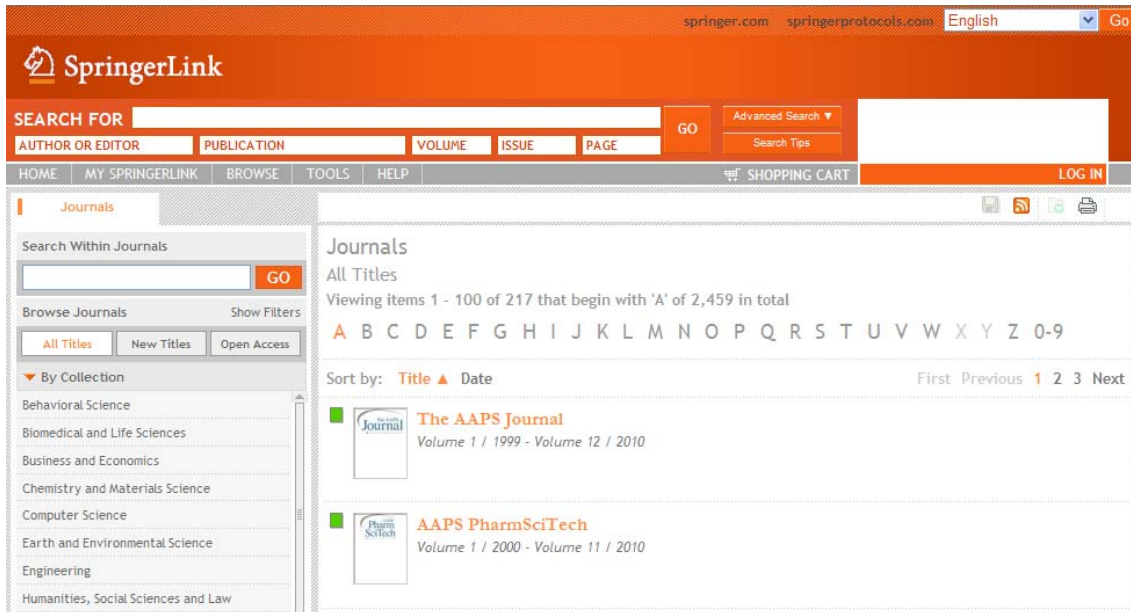 springer.com springerprotocols.com English Go
SpringerLink
SEARCH FOR
GO
Advanced Search ▼
AUTHOR OR EDITOR PUBLICATION VOLUME ISSUE PAGE
Search Tips
HOME MY SPRINGERLINK BROWSE TOOLS HELP SHOPPING CART LOG IN
Journals
Search Within Journals
GO
Browse Journals Show Filters
All Titles New Titles Open Access
▼ By Collection
Behavioral Science
Biomedical and Life Sciences
Business and Economics
Chemistry and Materials Science
Computer Science
Earth and Environmental Science
Engineering
Humanities, Social Sciences and Law
Journals
All Titles
Viewing items 1 - 100 of 217 that begin with 'A' of 2,459 in total
A B C D E F G H I J K L M N O P Q R S T U V W X Y Z 0-9
Sort by: Title ▲ Date First Previous 1 2 3 Next
Journal
The AAPS Journal
Volume 1 / 1999 - Volume 12 / 2010
Pharm
SciTech
AAPS PharmSciTech
Volume 1 / 2000 - Volume 11 / 2010